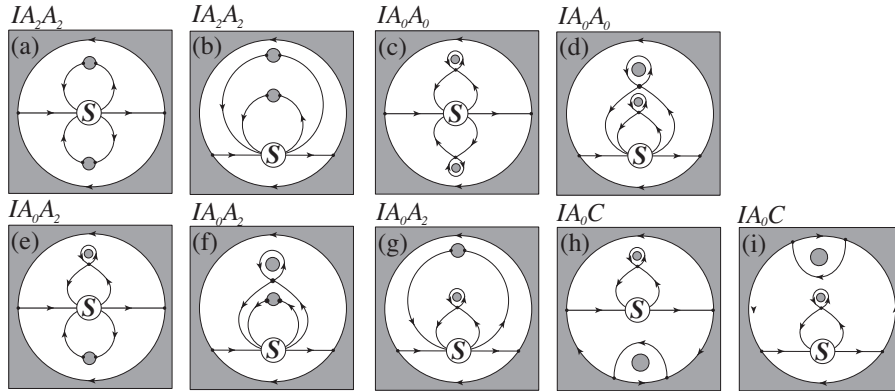 IA₂A₂ IA₂A₂ IA₀A₀ IA₀A₀
(a) (b) (c) (d)
S S S S
IA₀A₂ IA₀A₂ IA₀A₂ IA₀C IA₀C
(e) (f) (g) (h) (i)
S S S S S